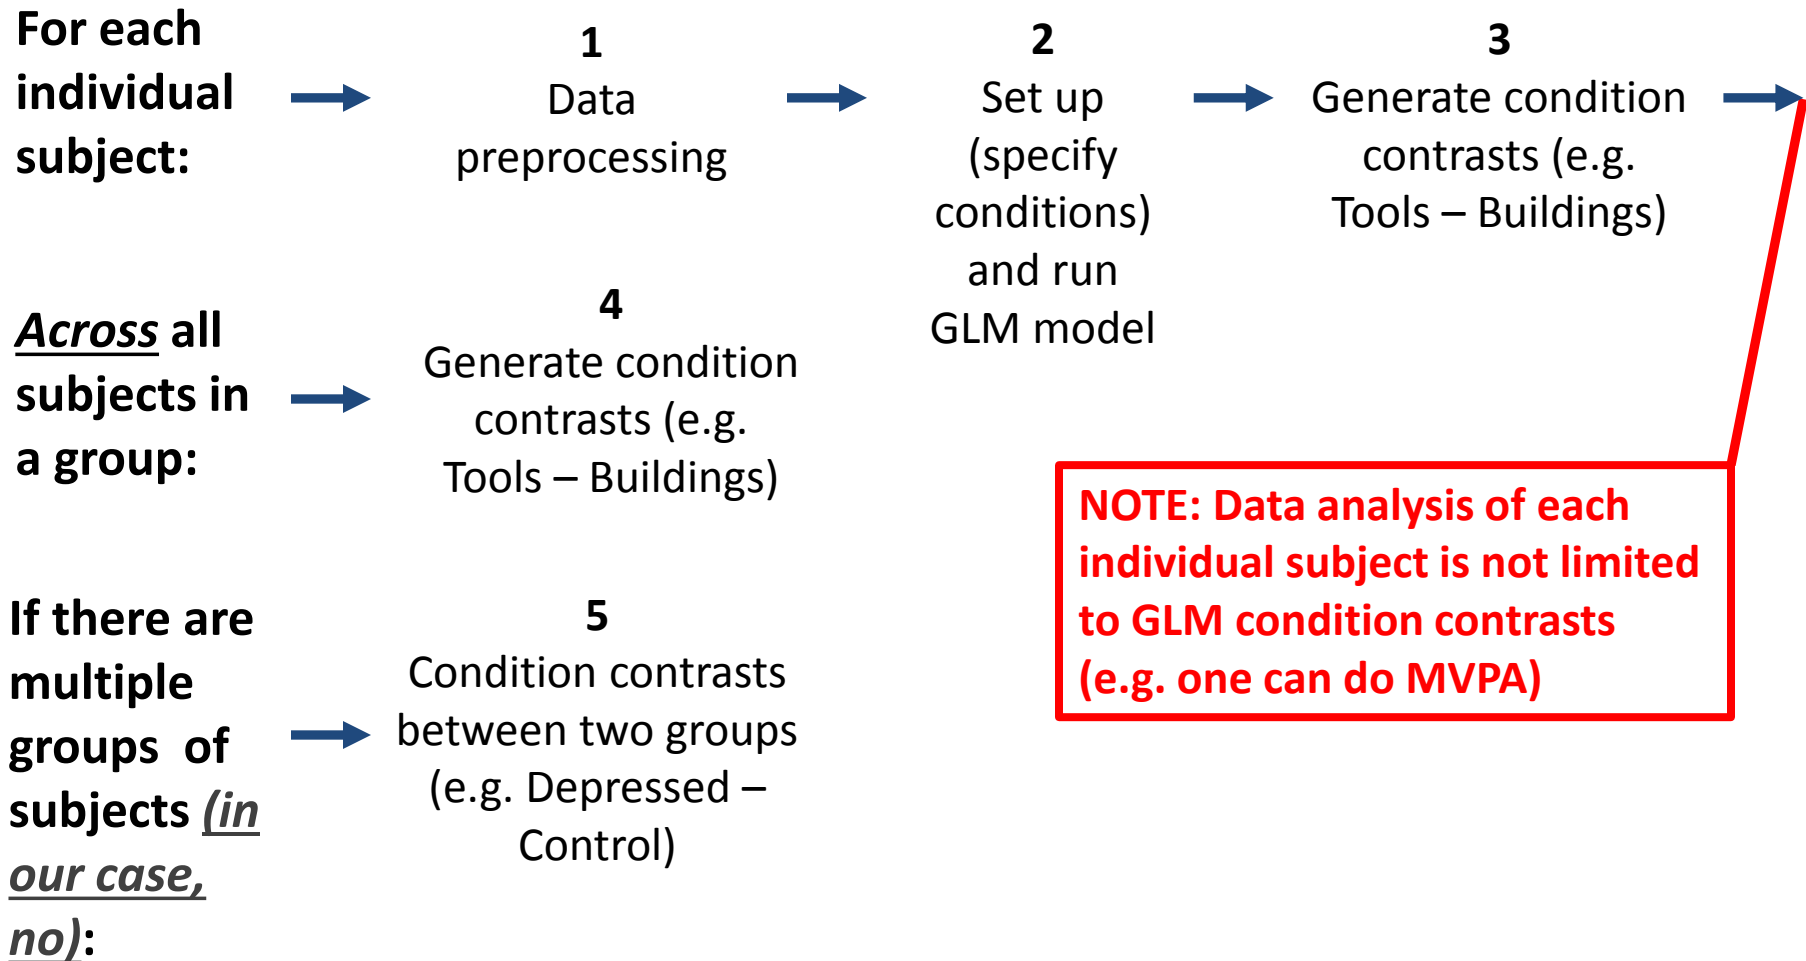 For each
individual
subject:
1
Data
preprocessing
2
Set up
(specify
conditions)
and run
GLM model
3
Generate condition
contrasts (e.g.
Tools – Buildings)
Across all
subjects in
a group:
4
Generate condition
contrasts (e.g.
Tools – Buildings)
NOTE: Data analysis of each
individual subject is not limited
to GLM condition contrasts
(e.g. one can do MVPA)
If there are
multiple
groups of
subjects (in
our case,
no):
5
Condition contrasts
between two groups
(e.g. Depressed –
Control)